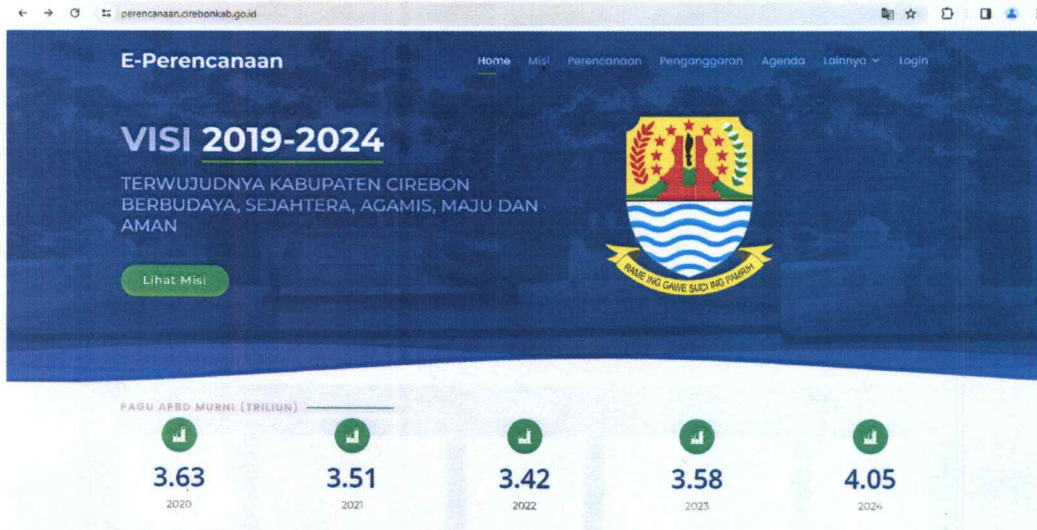 perencanaan.cirebonkab.go.id
E-Perencanaan
Home Misi Perencanaan Penganggaran Agenda Lainnya Login
VISI 2019-2024
TERWUJUDNYA KABUPATEN CIREBON
BERBUDAYA, SEJAHTERA, AGAMIS, MAJU DAN
AMAN
Lihat Misi
RAME ING GAWE SUCI ING PAMRIH
PAGU APBD MURNI (TRILIUN)
3.63 3.51 3.42 3.58 4.05
2020 2021 2022 2023 2024